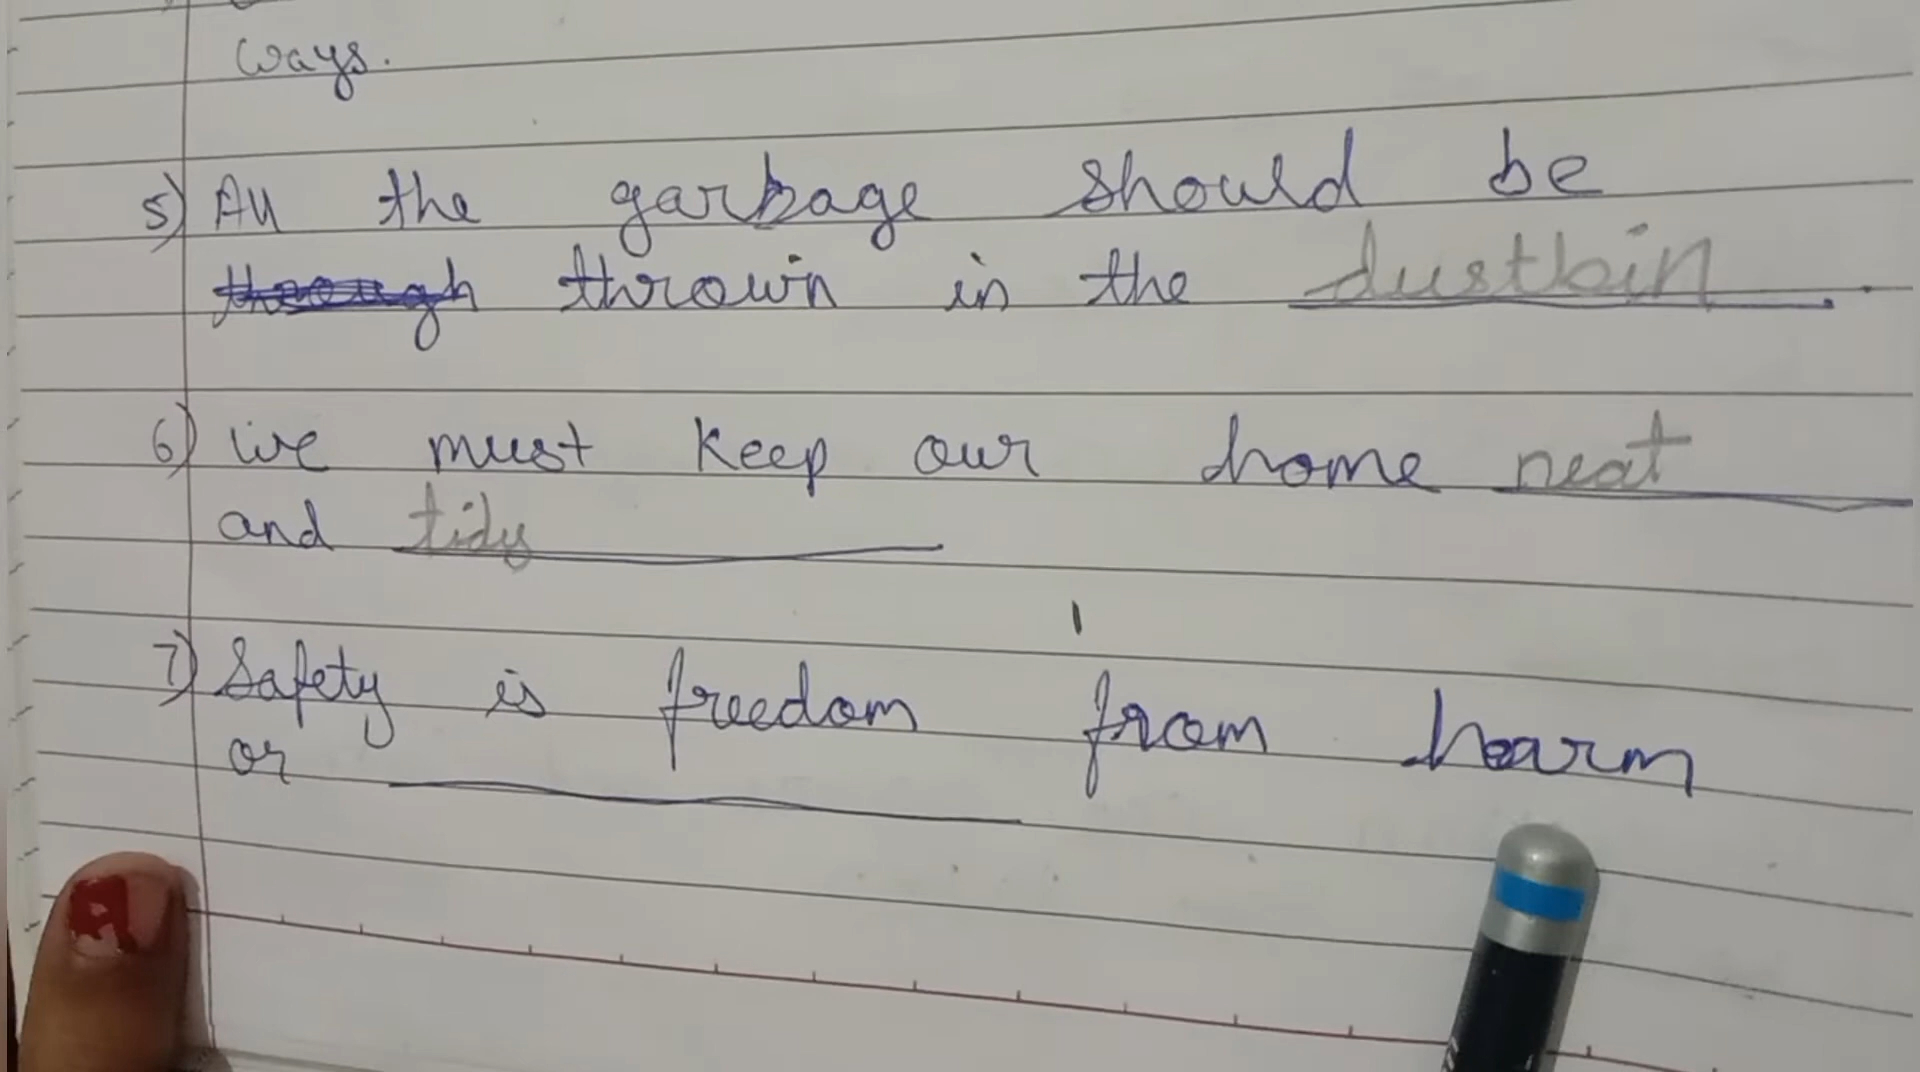 ways.
5) All the garbage should be
though thrown in the dustbin.
6) We must keep our home neat
and tidy
7) Safety is freedom from harm
or